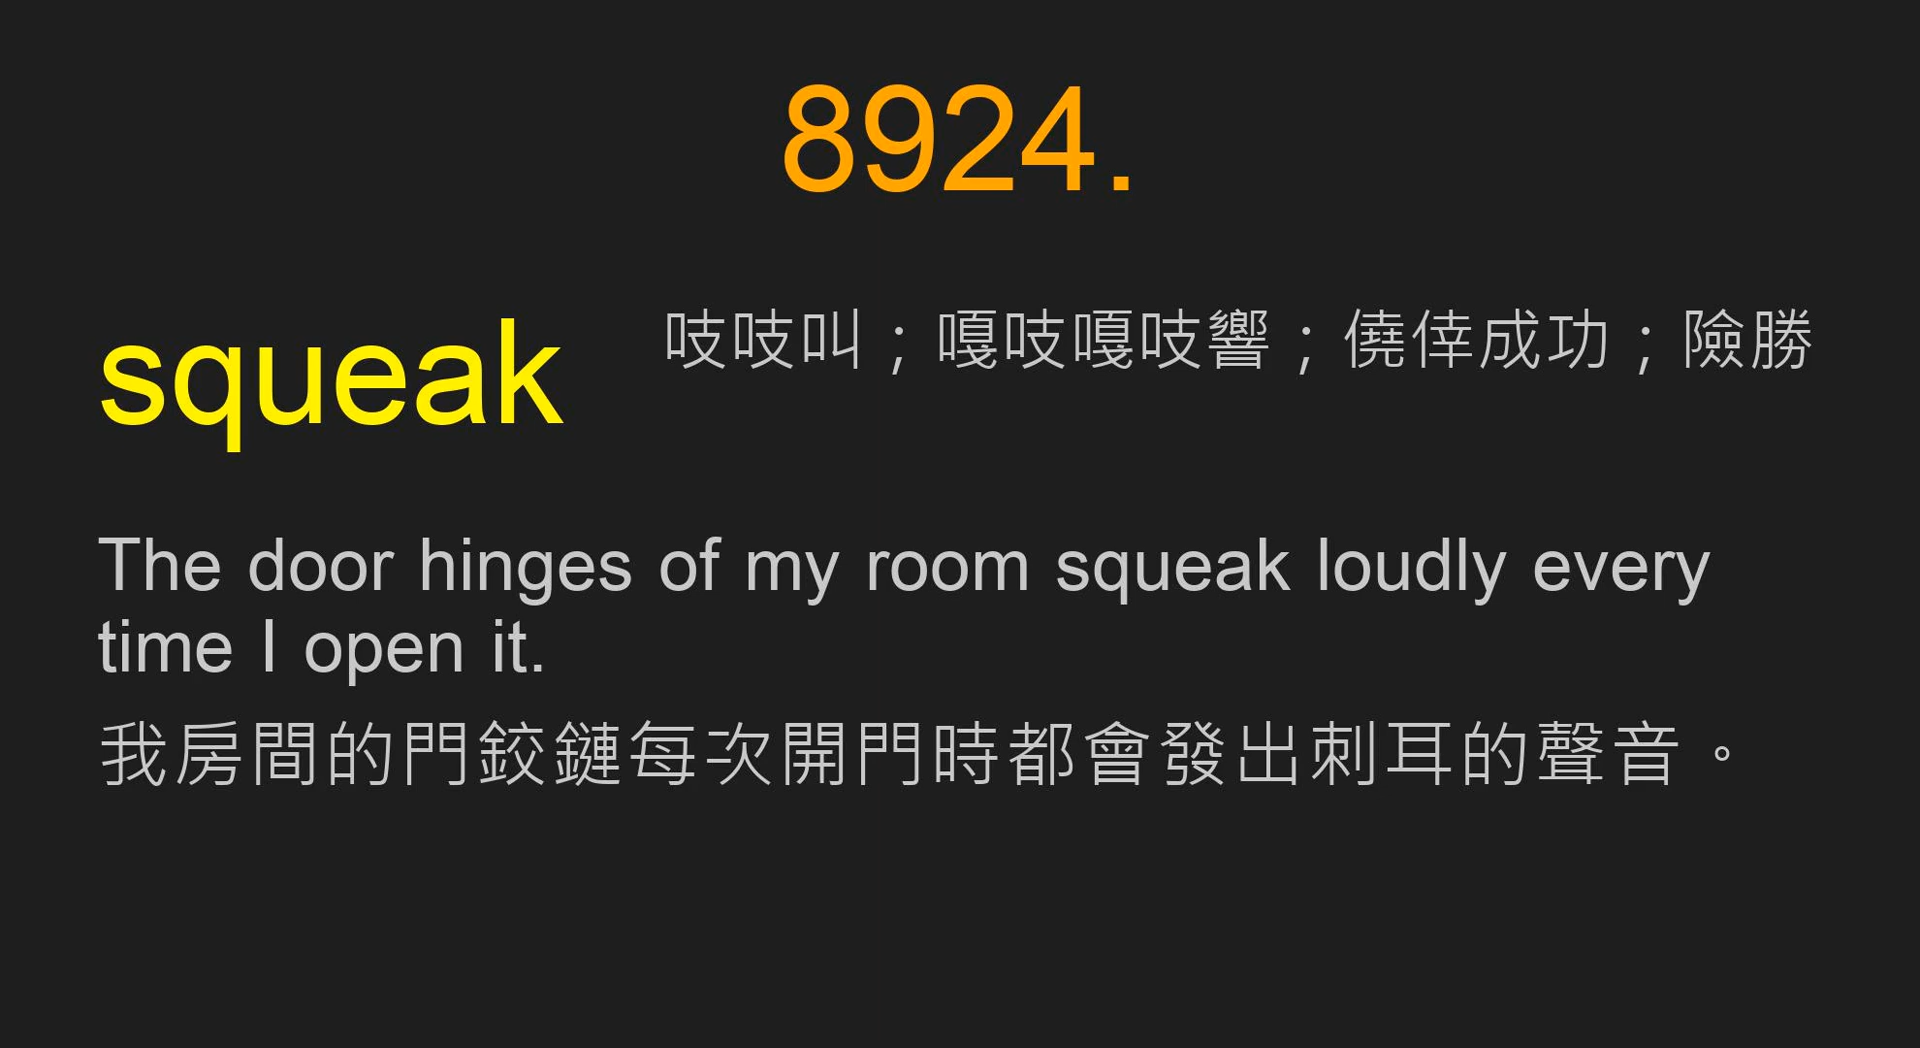 8924.
squeak
吱吱叫；嘎吱嘎吱響；僥倖成功；險勝
The door hinges of my room squeak loudly every
time I open it.
我房間的門鉸鏈每次開門時都會發出刺耳的聲音。